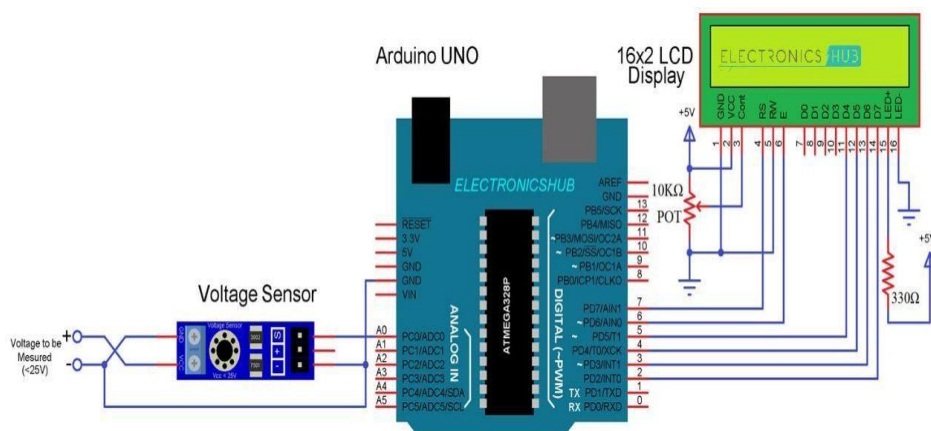 Arduino UNO
16x2 LCD
Display
ELECTRONICS HUB
GND
VCC
Cont
RS
RW
E
D0
D1
D2
D3
D4
D5
D6
D7
LED+
LED-
1
2
3
4
5
6
7
8
9
10
11
12
13
14
15
16
+5V
10KΩ
POT
+5V
330Ω
ELECTRONICSHUB
RESET
3.3V
5V
GND
GND
VIN
AREF
GND
PB5/SCK 13
PB4/MISO 12
~PB3/MOSI/OC2A 11
~ PB2/SS/OC1B 10
~ PB1/OC1A 9
PB0/ICP1/CLKO 8
PD7/AIN1 7
~ PD6/AIN0 6
~ PD5/T1 5
PD4/T0/XCK 4
~ PD3/INT1 3
PD2/INT0 2
TX PD1/TXD 1
RX PD0/RXD 0
ATMEGA328P
DIGITAL (~PWM)
ANALOG IN
A0 PC0/ADC0
A1 PC1/ADC1
A2 PC2/ADC2
A3 PC3/ADC3
A4 PC4/ADC4/SDA
A5 PC5/ADC5/SCL
Voltage Sensor
Voltage to be
Mesured
(<25V)
+
-
GND
VCC
Voltage Sensor
Vcc < 25V
S + -